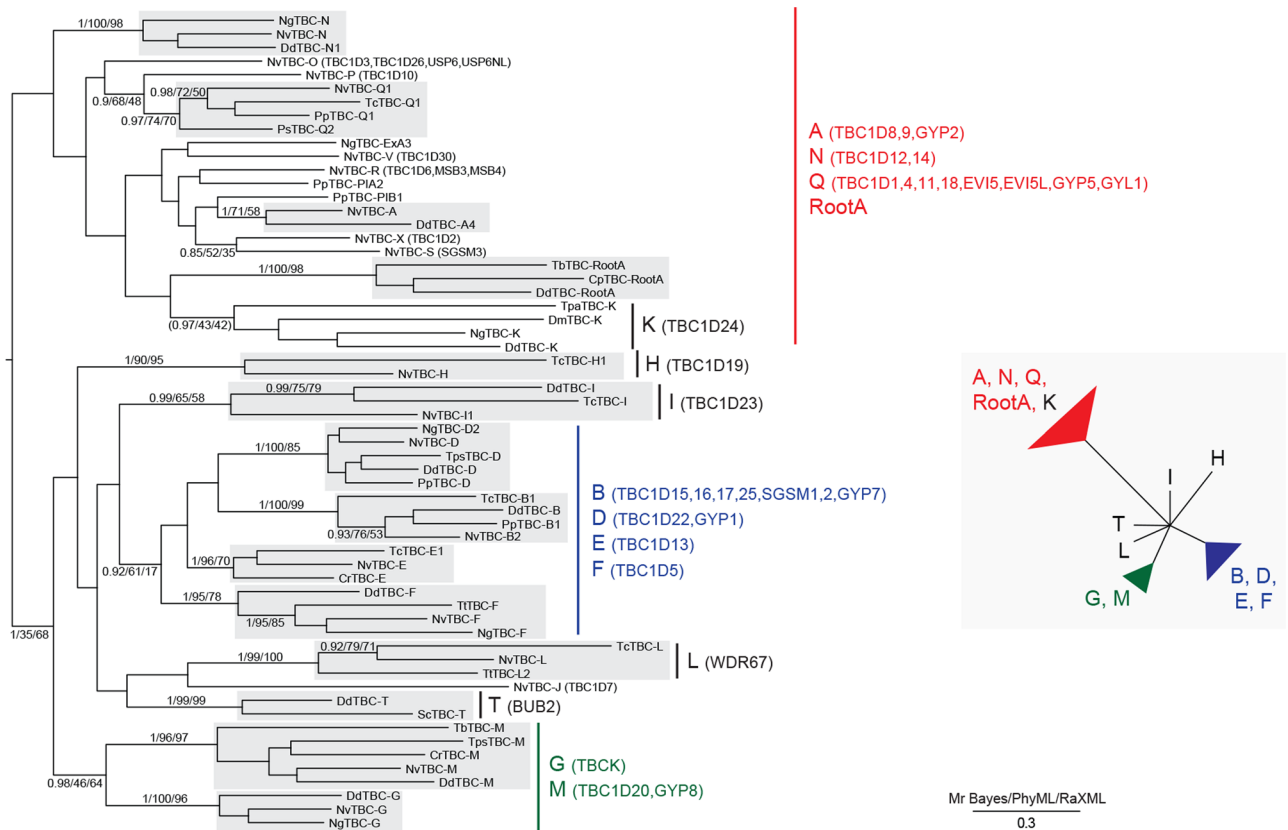 1/100/98
NgTBC-N
NvTBC-N
DdTBC-N1
NvTBC-O (TBC1D3,TBC1D26,USP6,USP6NL)
NvTBC-P (TBC1D10)
0.9/68/48
0.98/72/50
NvTBC-Q1
TcTBC-Q1
PpTBC-Q1
0.97/74/70
PsTBC-Q2
NgTBC-ExA3
NvTBC-V (TBC1D30)
NvTBC-R (TBC1D6,MSB3,MSB4)
PpTBC-PIA2
PpTBC-PIB1
1/71/58
NvTBC-A
DdTBC-A4
NvTBC-X (TBC1D2)
0.85/52/35
NvTBC-S (SGSM3)
1/100/98
TbTBC-RootA
CpTBC-RootA
DdTBC-RootA
TpaTBC-K
(0.97/43/42)
DmTBC-K
NgTBC-K
DdTBC-K
K (TBC1D24)
A (TBC1D8,9,GYP2)
N (TBC1D12,14)
Q (TBC1D1,4,11,18,EVI5,EVI5L,GYP5,GYL1)
RootA
1/90/95
TcTBC-H1
NvTBC-H
H (TBC1D19)
0.99/65/58
0.99/75/79
DdTBC-I
TcTBC-I
NvTBC-I1
I (TBC1D23)
1/100/85
NgTBC-D2
NvTBC-D
TpsTBC-D
DdTBC-D
PpTBC-D
1/100/99
TcTBC-B1
DdTBC-B
PpTBC-B1
0.93/76/53
NvTBC-B2
0.92/61/17
1/96/70
TcTBC-E1
NvTBC-E
CrTBC-E
1/95/78
DdTBC-F
TtTBC-F
1/95/85
NvTBC-F
NgTBC-F
B (TBC1D15,16,17,25,SGSM1,2,GYP7)
D (TBC1D22,GYP1)
E (TBC1D13)
F (TBC1D5)
1/35/68
1/99/100
0.92/79/71
TcTBC-L
NvTBC-L
TtTBC-L2
L (WDR67)
NvTBC-J (TBC1D7)
1/99/99
DdTBC-T
ScTBC-T
T (BUB2)
1/96/97
TbTBC-M
TpsTBC-M
CrTBC-M
NvTBC-M
DdTBC-M
0.98/46/64
1/100/96
DdTBC-G
NvTBC-G
NgTBC-G
G (TBCK)
M (TBC1D20,GYP8)
A, N, Q,
RootA, K
H
I
T
L
G, M
B, D,
E, F
Mr Bayes/PhyML/RaXML
0.3